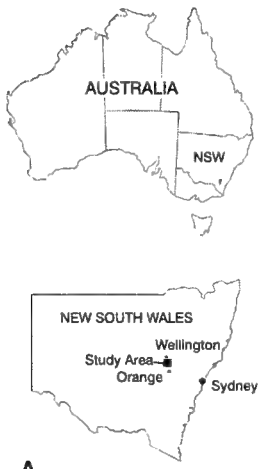 AUSTRALIA
NSW
NEW SOUTH WALES
Wellington
Study Area
Orange
Sydney
A